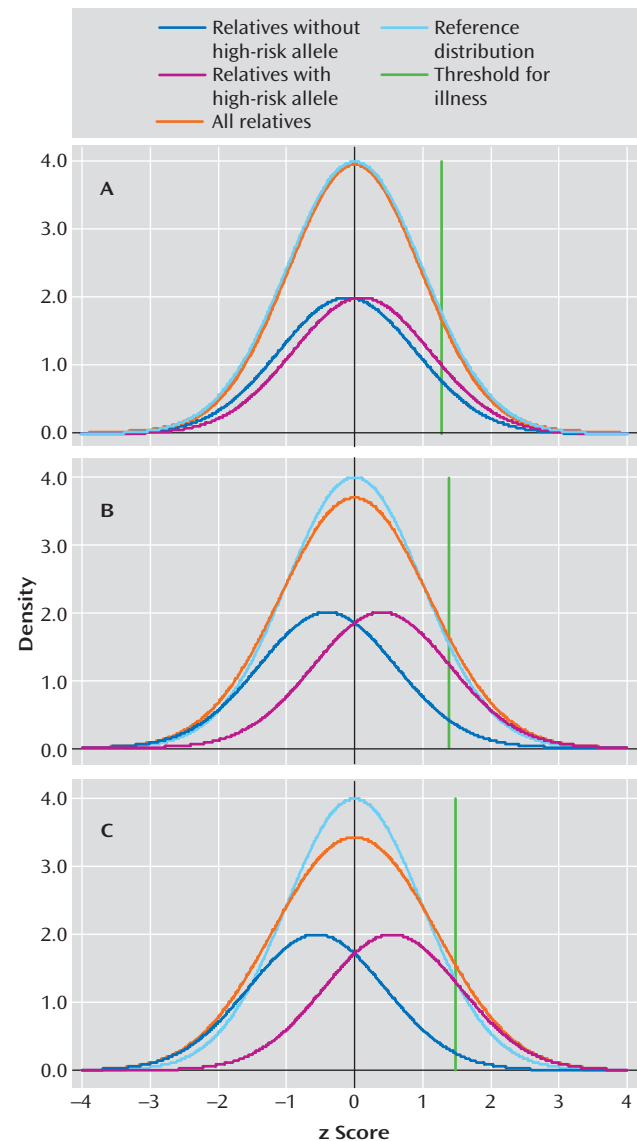 Relatives without
high-risk allele
Relatives with
high-risk allele
All relatives
Reference
distribution
Threshold for
illness
A
4.0
3.0
2.0
1.0
0.0
B
4.0
3.0
2.0
1.0
0.0
Density
C
4.0
3.0
2.0
1.0
0.0
–4 –3 –2 –1 0 1 2 3 4
z Score